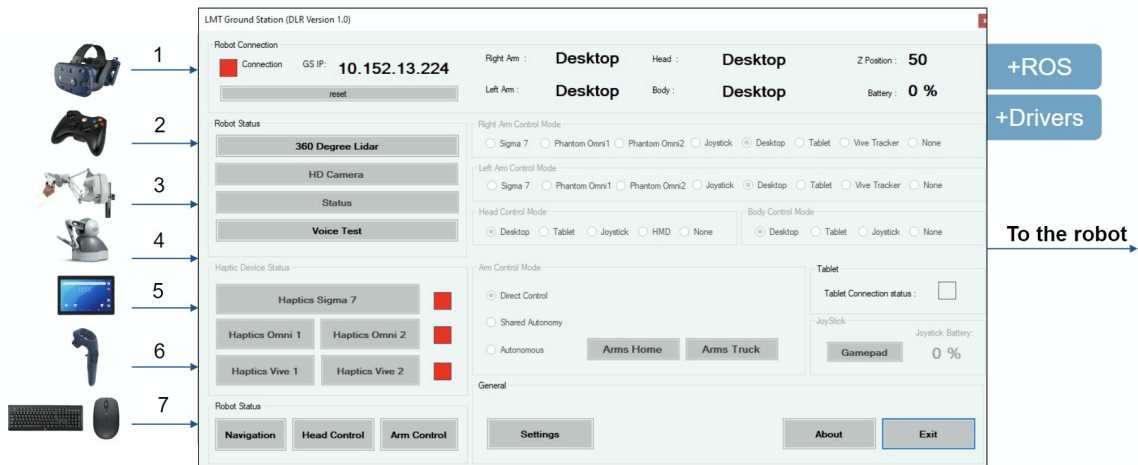 LMT Ground Station (DLR Version 1.0)
Robot Connection
Connection GS IP: 10.152.13.224
reset
Right Arm : Desktop Head : Desktop Z Position : 50
Left Arm : Desktop Body : Desktop Battery: 0 %
+ROS
+Drivers
1
2
3
4
5
6
7
Robot Status
360 Degree Lidar
HD Camera
Status
Voice Test
Right Arm Control Mode
Sigma 7 Phantom Omni1 Phantom Omni2 Joystick Desktop Tablet Vive Tracker None
Left Arm Control Mode
Sigma 7 Phantom Omni1 Phantom Omni2 Joystick Desktop Tablet Vive Tracker None
Head Control Mode
Desktop Tablet Joystick HMD None
Body Control Mode
Desktop Tablet Joystick None
To the robot
Haptic Device Status
Haptics Sigma 7
Haptics Omni 1 Haptics Omni 2
Haptics Vive 1 Haptics Vive 2
Arm Control Mode
Direct Control
Shared Autonomy
Autonomous Arms Home Arms Truck
Tablet
Tablet Connection status :
JoyStick
Joystick Battery:
Gamepad 0 %
Robot Status
Navigation Head Control Arm Control
General
Settings About Exit